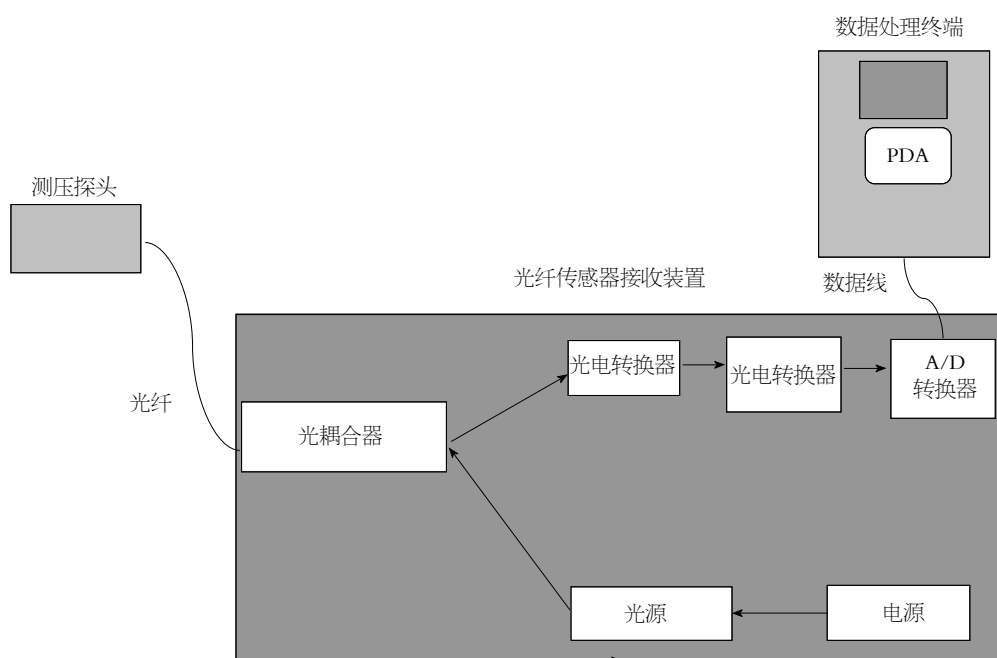 数据处理终端
PDA
测压探头
光纤传感器接收装置
数据线
光电转换器
光电转换器
A/D
转换器
光纤
光耦合器
光源
电源